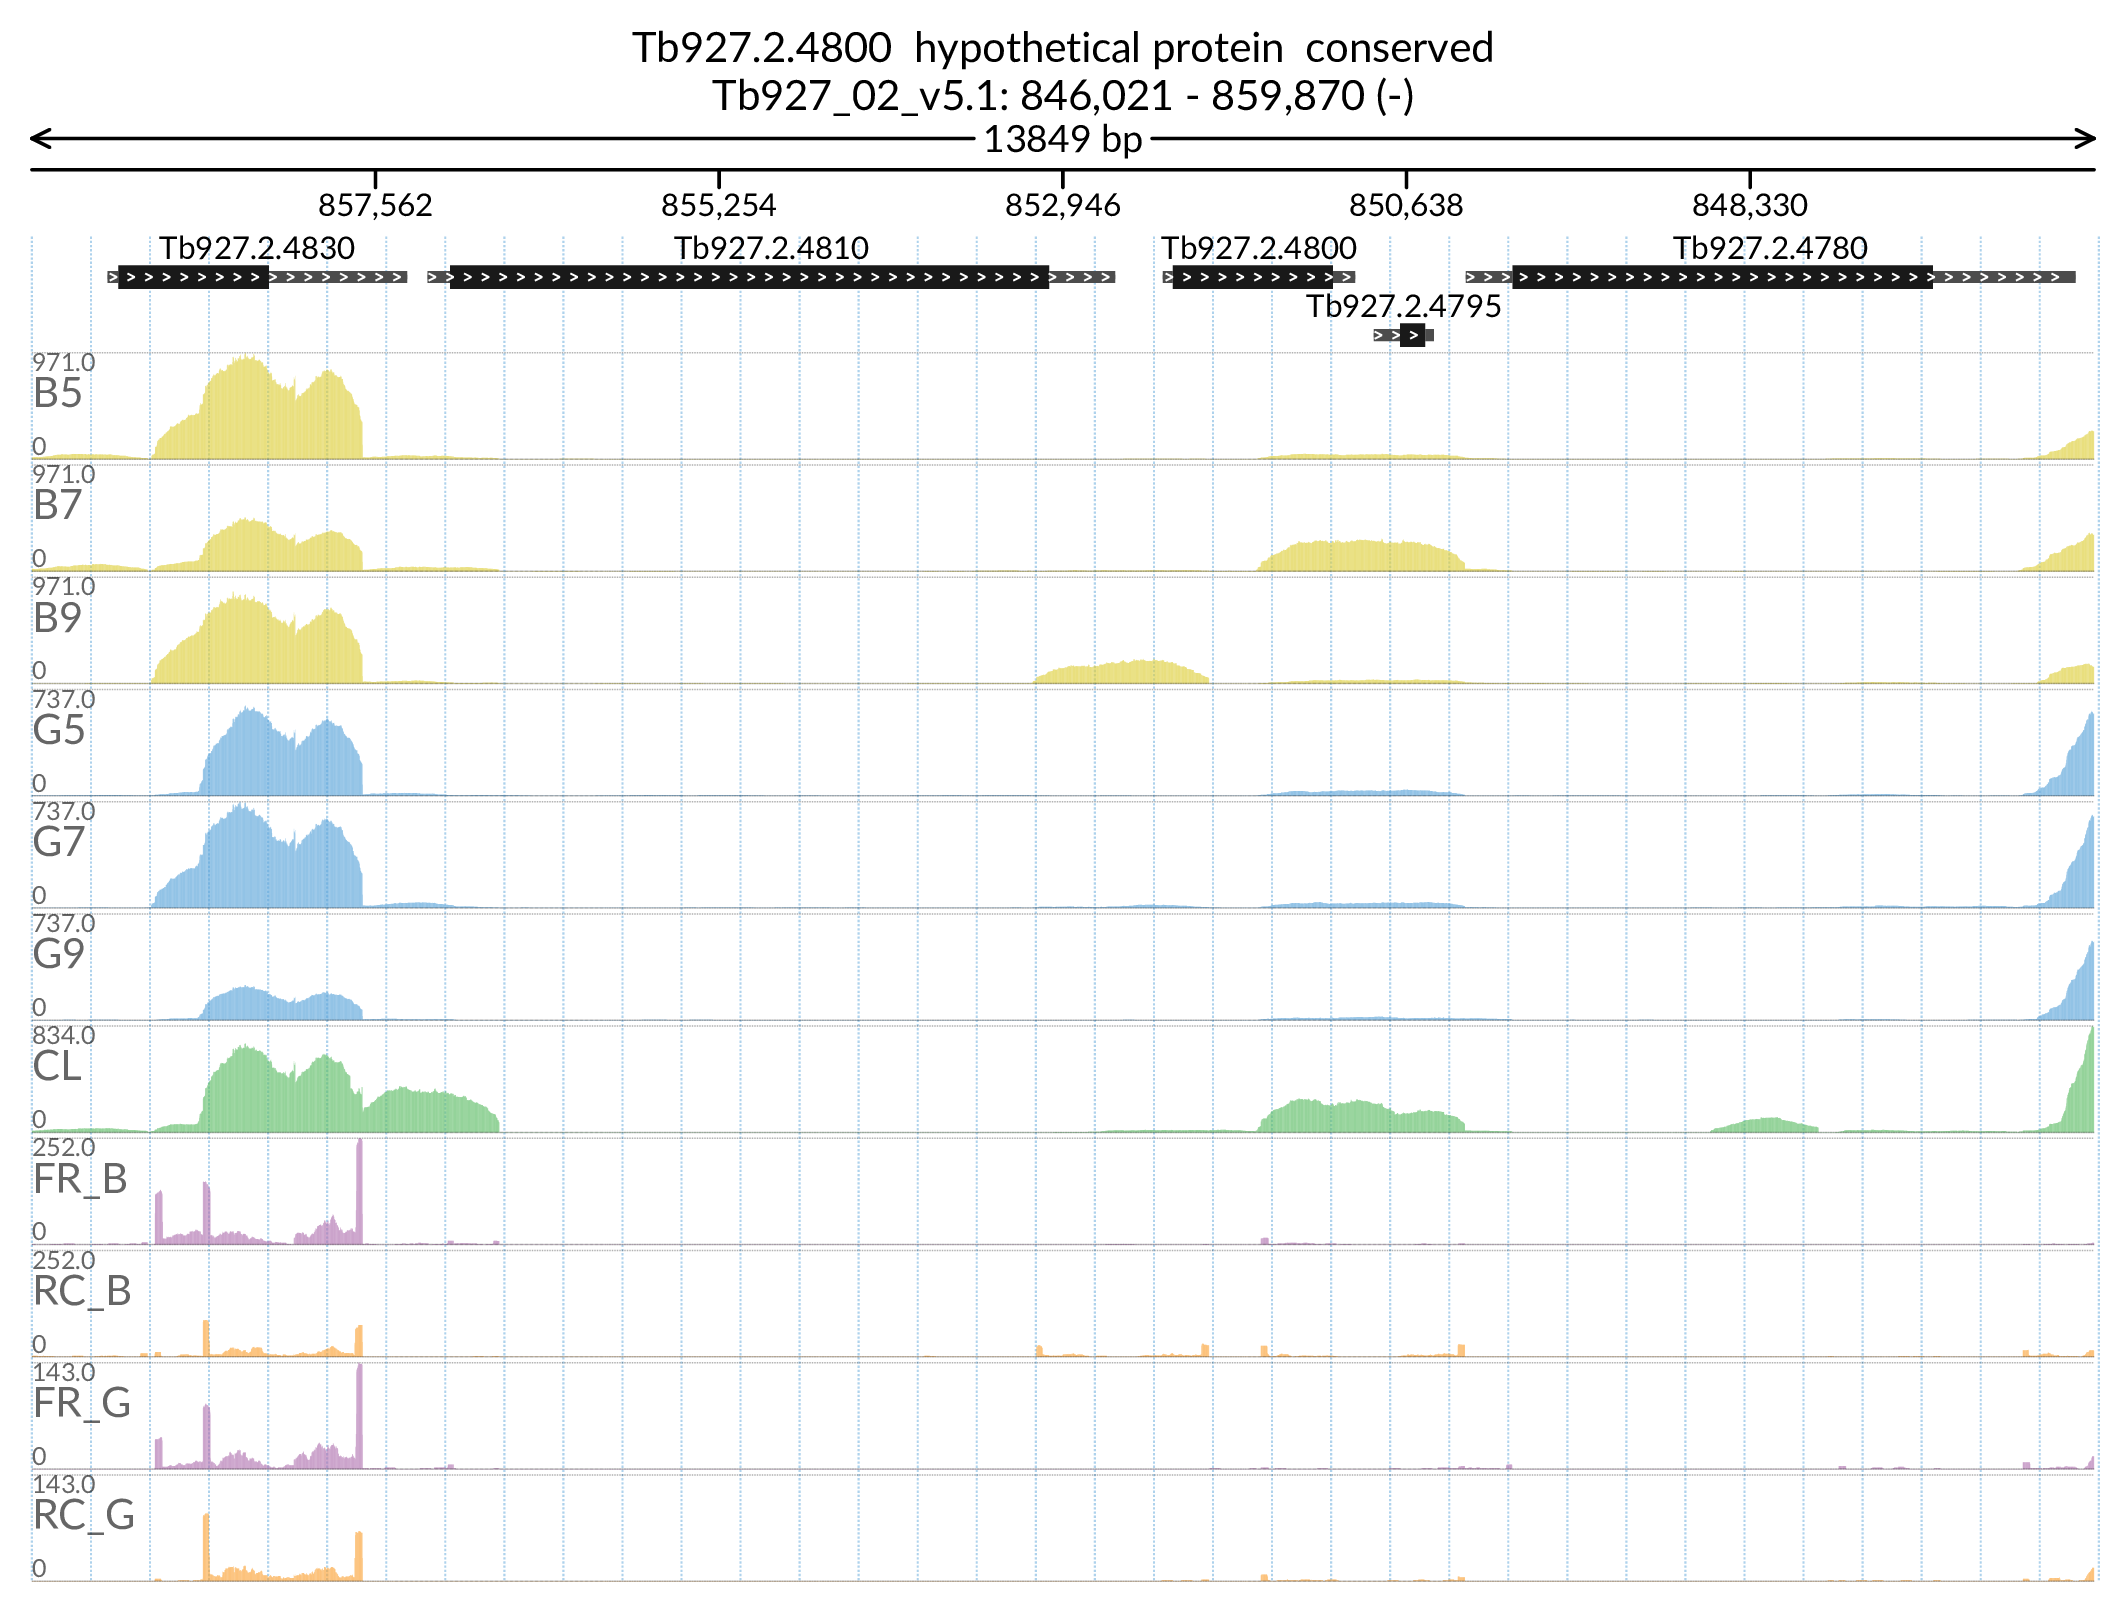 Tb927.2.4800  hypothetical protein  conserved
Tb927_02_v5.1: 846,021 - 859,870 (-)
13849 bp
857,562 855,254 852,946 850,638 848,330
Tb927.2.4830 Tb927.2.4810 Tb927.2.4800 Tb927.2.4780
Tb927.2.4795
971.0
B5
0
971.0
B7
0
971.0
B9
0
737.0
G5
0
737.0
G7
0
737.0
G9
0
834.0
CL
0
252.0
FR_B
0
252.0
RC_B
0
143.0
FR_G
0
143.0
RC_G
0